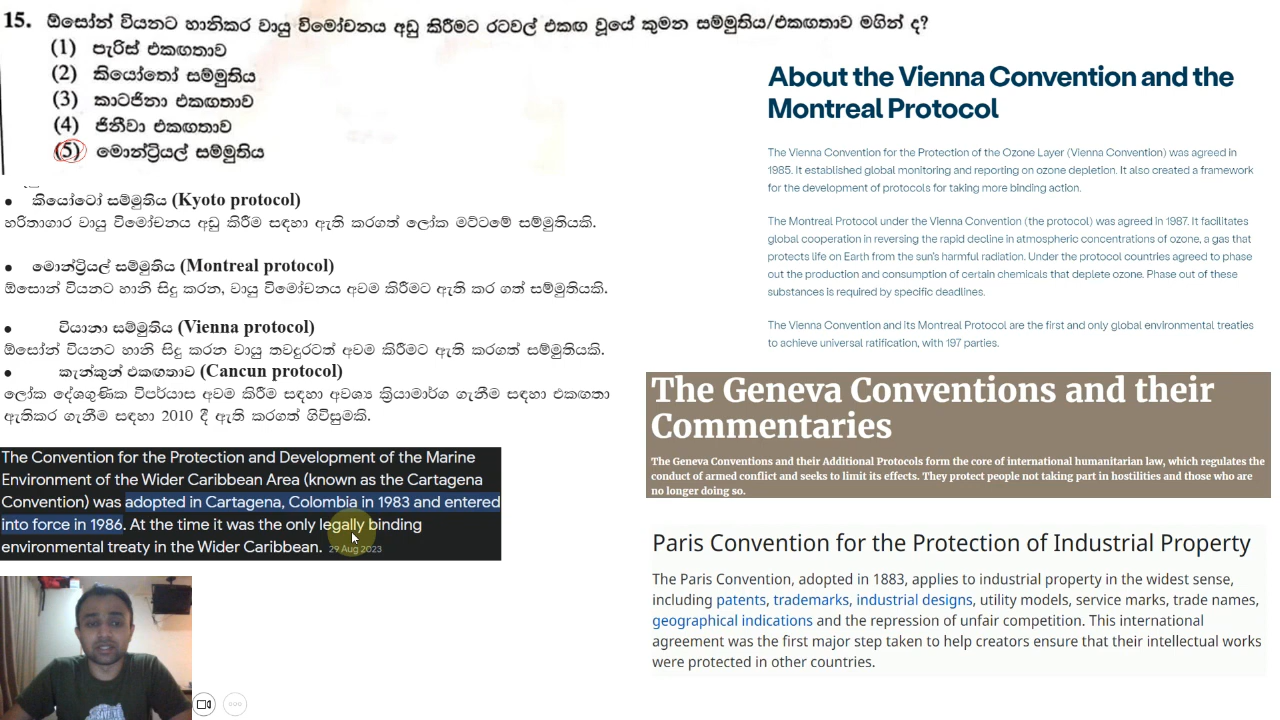 15. ඕසෝන් වියනට හානිකර වායු විමෝචනය අඩු කිරීමට රටවල් එකඟ වූයේ කුමන සම්මුතිය/එකඟතාව මගින් ද?
(1) පැරිස් එකඟතාව
(2) කියෝතෝ සම්මුතිය
(3) කාටජිනා එකඟතාව
(4) ජිනීවා එකඟතාව
(5) මොන්ට්‍රියල් සම්මුතිය
• කියෝටෝ සම්මුතිය (Kyoto protocol)
හරිතාගාර වායු විමෝචනය අඩු කිරීම සඳහා ඇති කරගත් ලෝක මට්ටමේ සම්මුතියකි.
• මොන්ට්‍රියල් සම්මුතිය (Montreal protocol)
ඕසොන් වියනට හානි සිදු කරන, වායු විමෝචනය අවම කිරීමට ඇති කර ගත් සම්මුතියකි.
• වියානා සම්මුතිය (Vienna protocol)
ඕසෝන් වියනට හානි සිදු කරන වායු තවදුරටත් අවම කිරීමට ඇති කරගත් සම්මුතියකි.
• කැන්කුන් එකඟතාව (Cancun protocol)
ලෝක දේශගුණික විපර්යාස අවම කිරීම සඳහා අවශ්‍ය ක්‍රියාමාර්ග ගැනීම සඳහා එකඟතා
ඇතිකර ගැනීම සඳහා 2010 දී ඇති කරගත් ගිවිසුමකි.
The Convention for the Protection and Development of the Marine
Environment of the Wider Caribbean Area (known as the Cartagena
Convention) was adopted in Cartagena, Colombia in 1983 and entered
into force in 1986. At the time it was the only legally binding
environmental treaty in the Wider Caribbean. 29 Aug 2023
About the Vienna Convention and the
Montreal Protocol
The Vienna Convention for the Protection of the Ozone Layer (Vienna Convention) was agreed in
1985. It established global monitoring and reporting on ozone depletion. It also created a framework
for the development of protocols for taking more binding action.
The Montreal Protocol under the Vienna Convention (the protocol) was agreed in 1987. It facilitates
global cooperation in reversing the rapid decline in atmospheric concentrations of ozone, a gas that
protects life on Earth from the sun's harmful radiation. Under the protocol countries agreed to phase
out the production and consumption of certain chemicals that deplete ozone. Phase out of these
substances is required by specific deadlines.
The Vienna Convention and its Montreal Protocol are the first and only global environmental treaties
to achieve universal ratification, with 197 parties.
The Geneva Conventions and their
Commentaries
The Geneva Conventions and their Additional Protocols form the core of international humanitarian law, which regulates the
conduct of armed conflict and seeks to limit its effects. They protect people not taking part in hostilities and those who are
no longer doing so.
Paris Convention for the Protection of Industrial Property
The Paris Convention, adopted in 1883, applies to industrial property in the widest sense,
including patents, trademarks, industrial designs, utility models, service marks, trade names,
geographical indications and the repression of unfair competition. This international
agreement was the first major step taken to help creators ensure that their intellectual works
were protected in other countries.